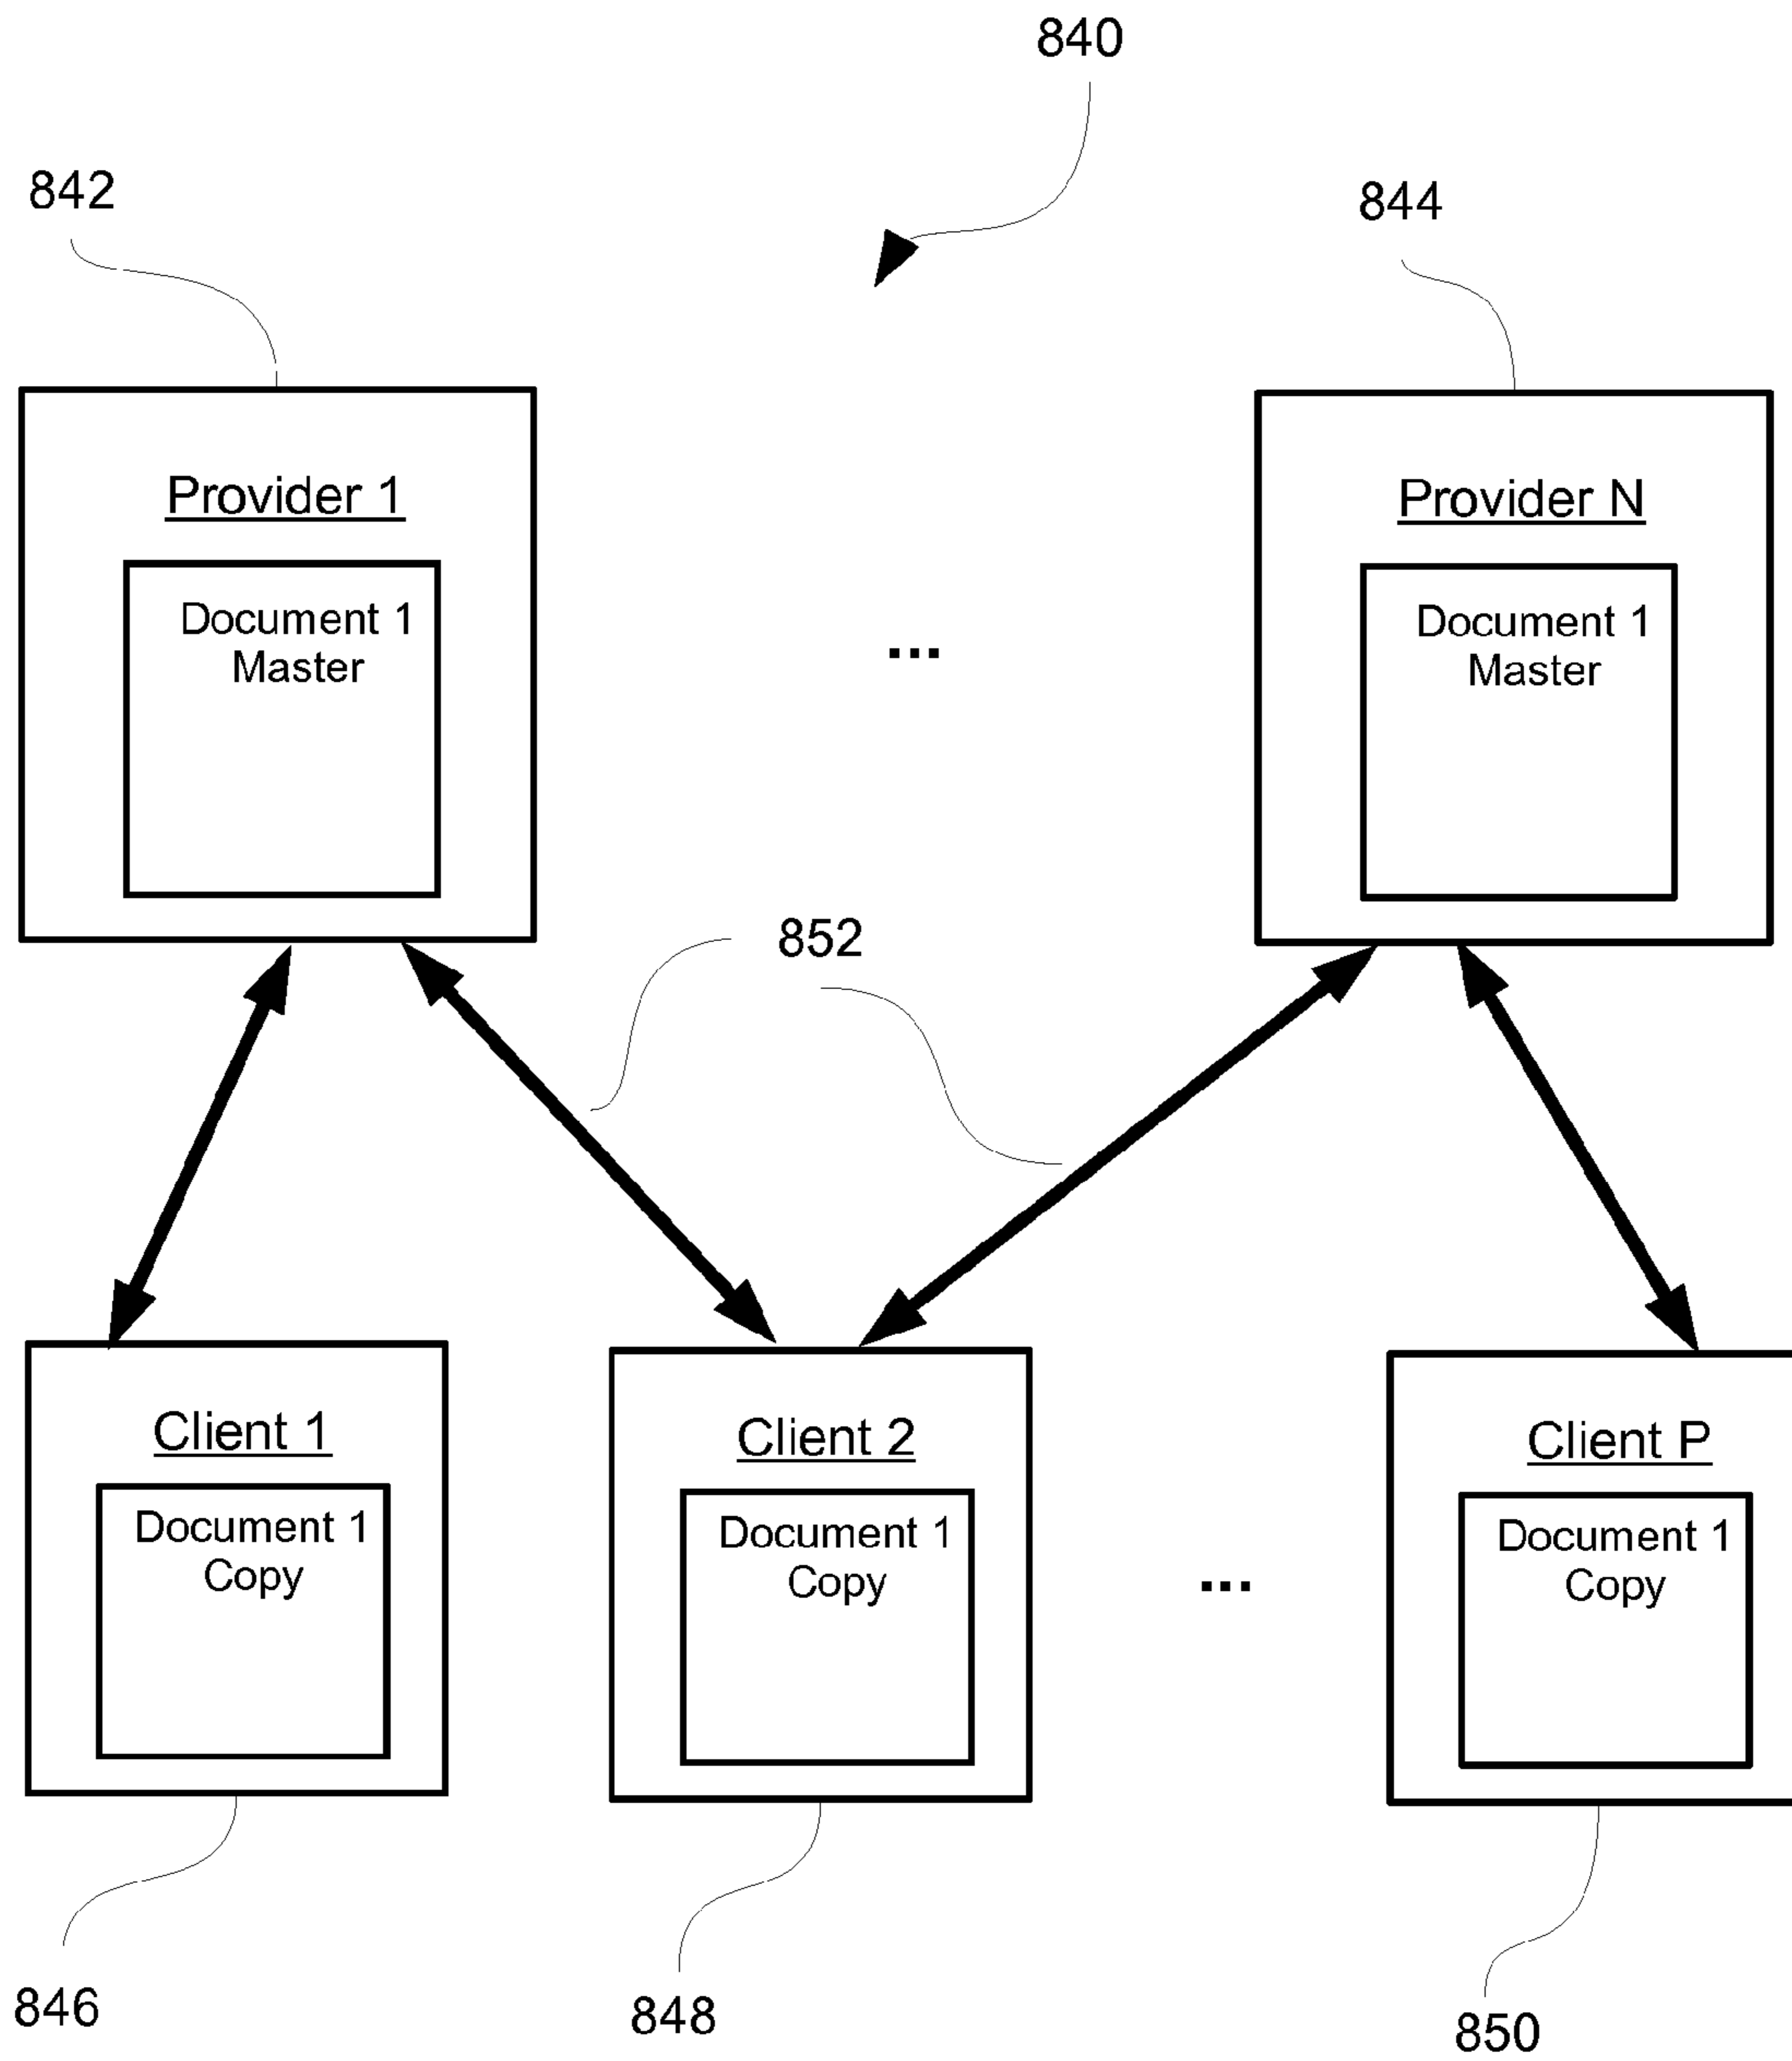 840
842
844
Provider 1
Document 1
Master
...
Provider N
Document 1
Master
852
Client 1
Document 1
Copy
Client 2
Document 1
Copy
...
Client P
Document 1
Copy
846
848
850